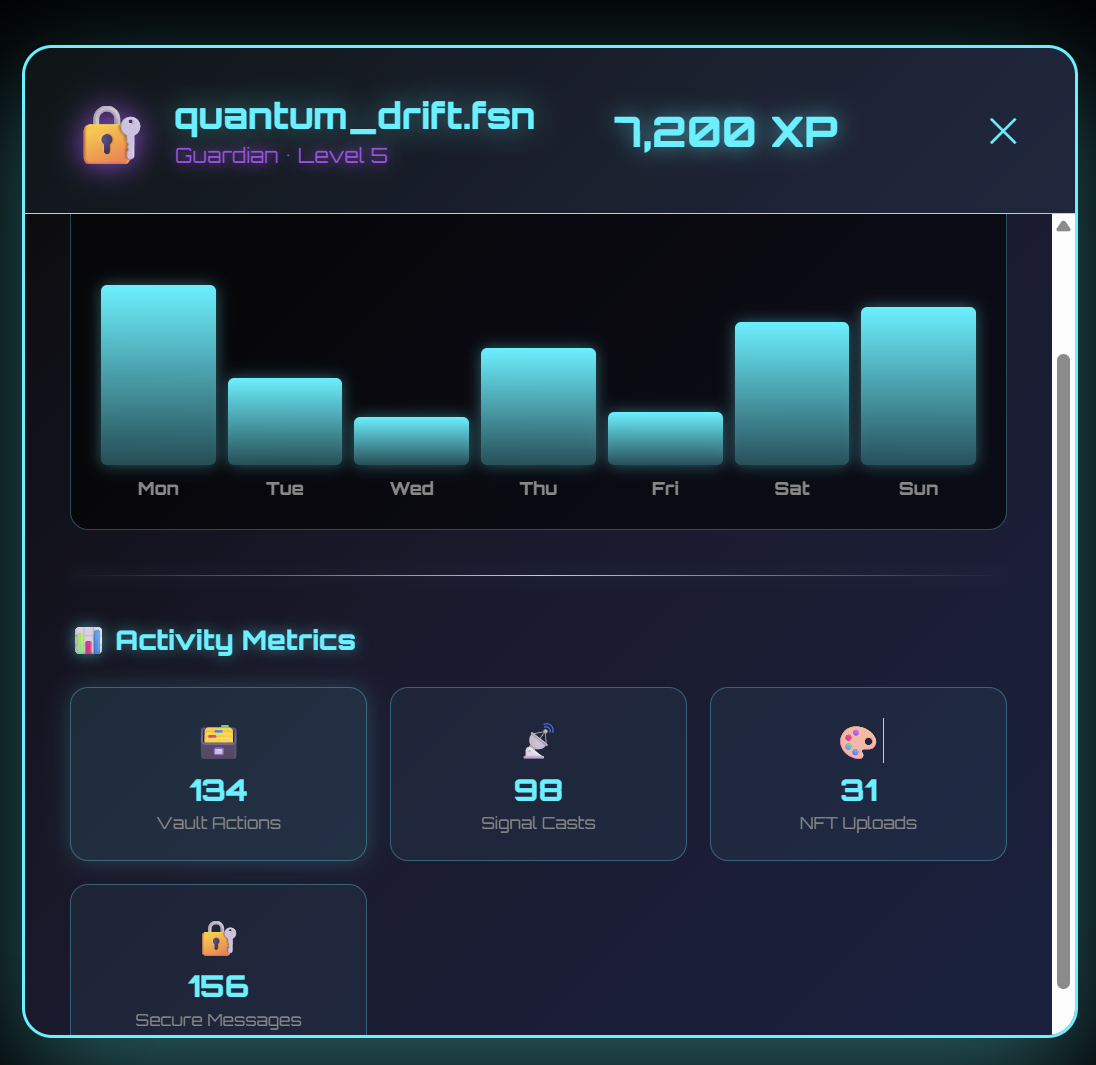 quantum_drift.fsn
Guardian · Level 5
7,200 XP
Mon Tue Wed Thu Fri Sat Sun
Activity Metrics
134
Vault Actions
98
Signal Casts
31
NFT Uploads
156
Secure Messages